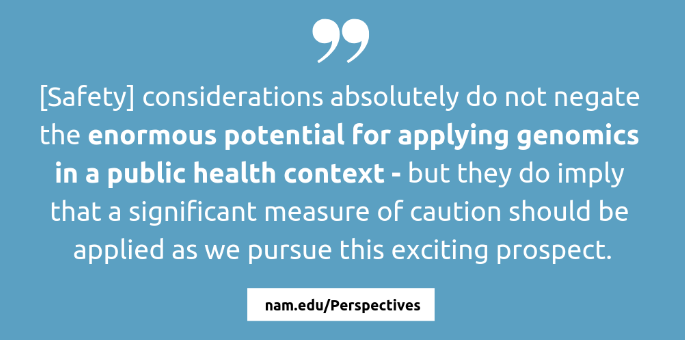 ”
[Safety] considerations absolutely do not negate
the enormous potential for applying genomics
in a public health context - but they do imply
that a significant measure of caution should be
applied as we pursue this exciting prospect.
nam.edu/Perspectives